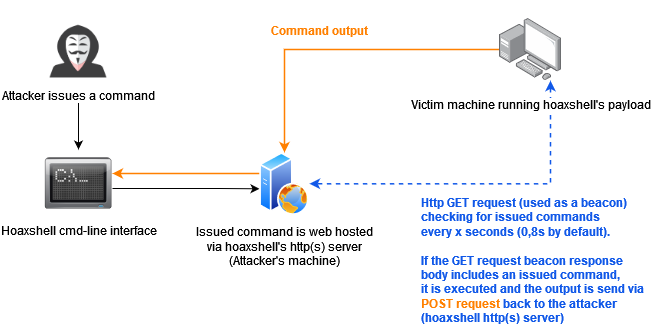 Command output
Attacker issues a command
Victim machine running hoaxshell's payload
C:\_
Hoaxshell cmd-line interface
Issued command is web hosted
via hoaxshell's http(s) server
(Attacker's machine)
Http GET request (used as a beacon)
checking for issued commands
every x seconds (0,8s by default).
If the GET request beacon response
body includes an issued command,
it is executed and the output is send via
POST request back to the attacker
(hoaxshell http(s) server)